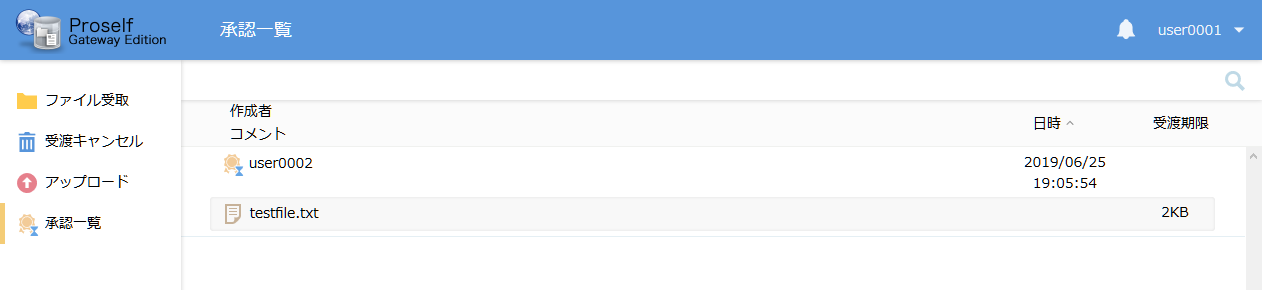 Proself
Gateway Edition
承認一覧
user0001
ファイル受取
受渡キャンセル
アップロード
承認一覧
作成者
コメント
日時
受渡期限
user0002
2019/06/25
19:05:54
testfile.txt
2KB